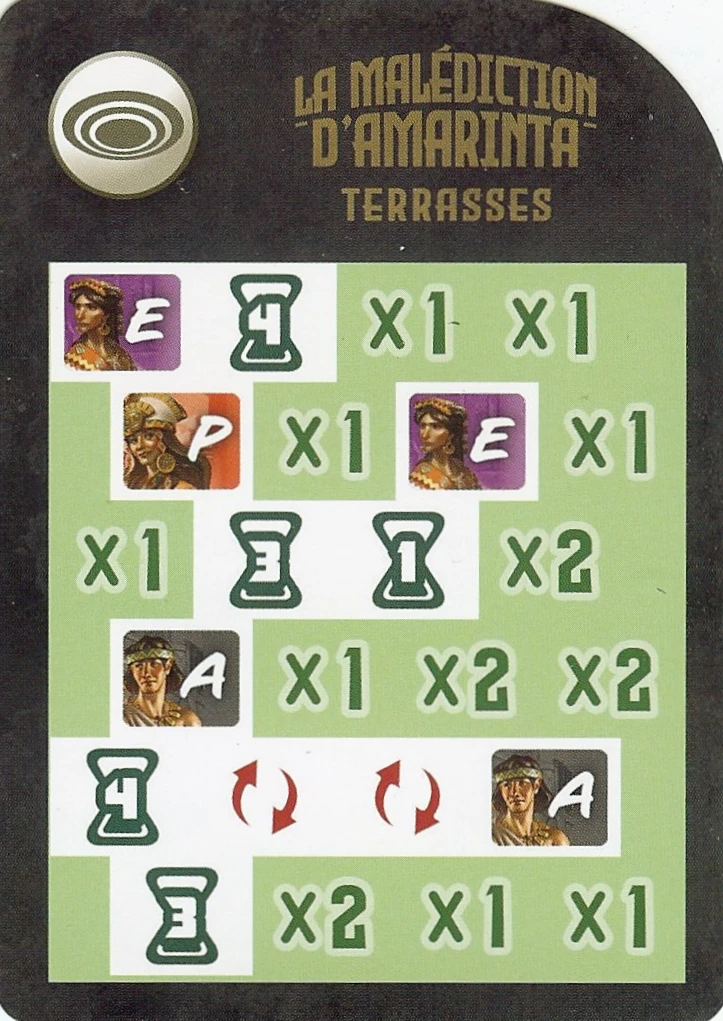 LA MALÉDICTION
D'AMARINTA
TERRASSES
E 4 X1 X1
P X1 E X1
X1 3 1 X2
A X1 X2 X2
4 A
3 X2 X1 X1